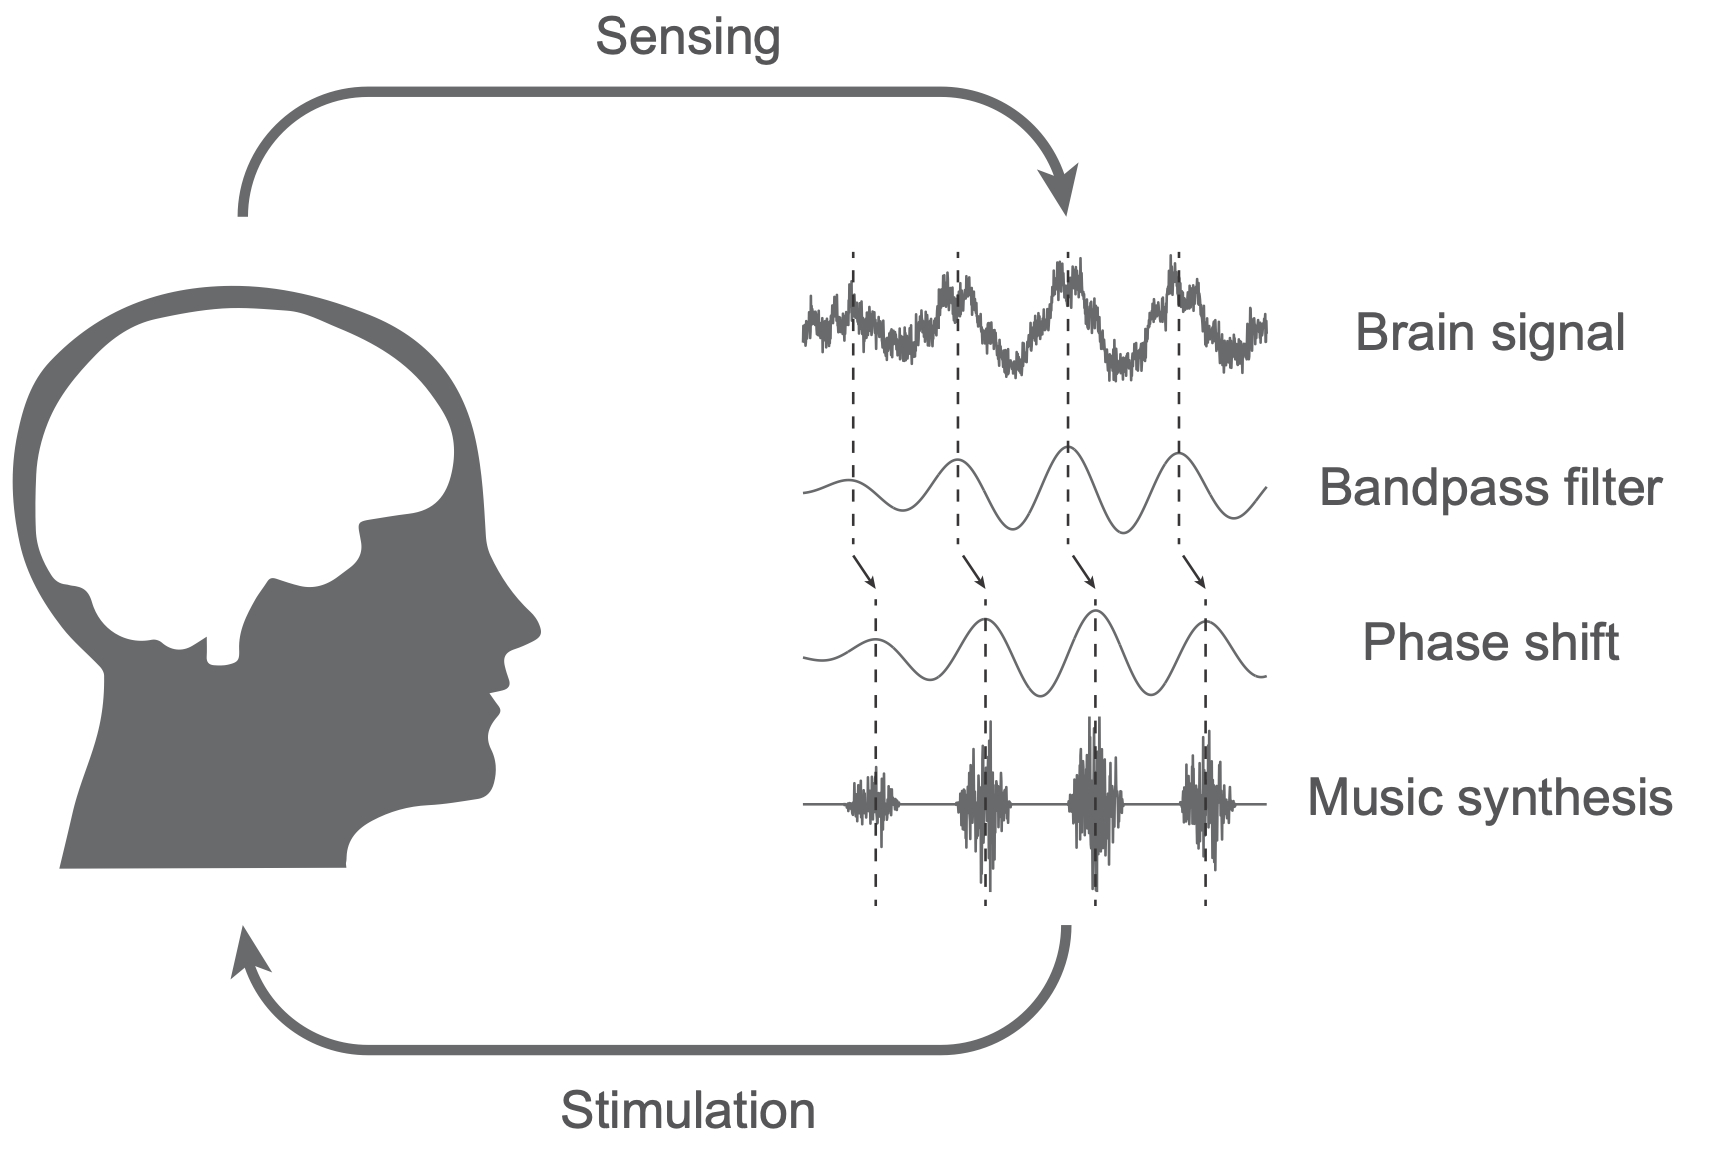 Sensing
Brain signal
Bandpass filter
Phase shift
Music synthesis
Stimulation